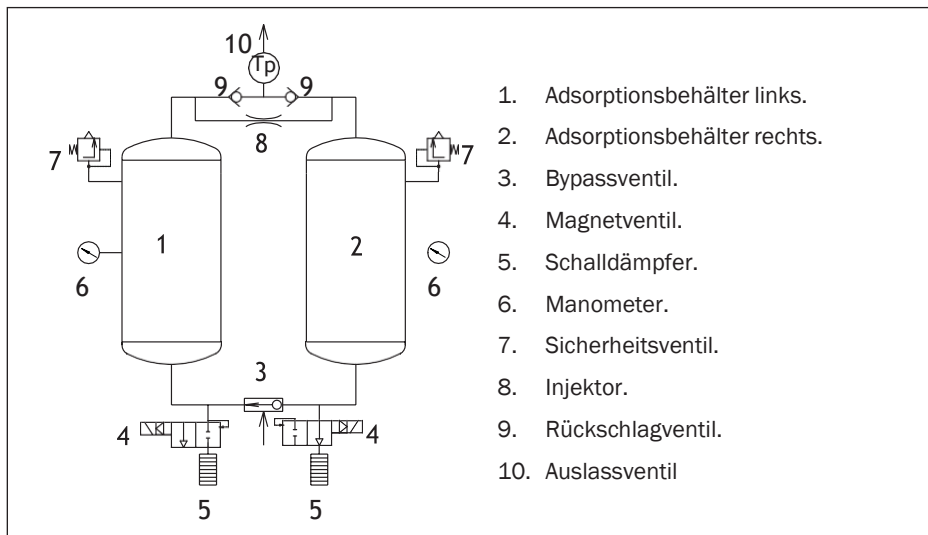 10
Tp
9
9
8
7
7
1
2
6
6
3
4
4
5
5
1. Adsorptionsbehälter links.
2. Adsorptionsbehälter rechts.
3. Bypassventil.
4. Magnetventil.
5. Schalldämpfer.
6. Manometer.
7. Sicherheitsventil.
8. Injektor.
9. Rückschlagventil.
10. Auslassventil